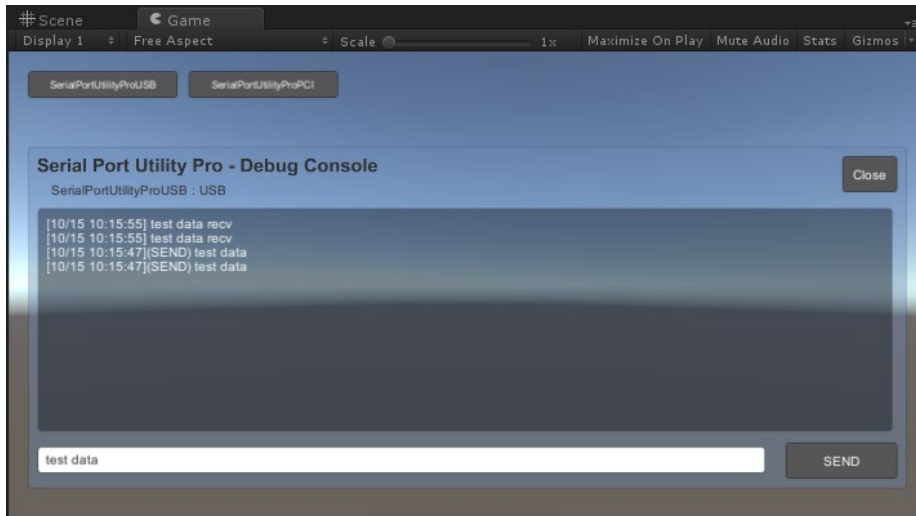 Scene Game
Display 1 Free Aspect Scale 1x Maximize On Play Mute Audio Stats Gizmos
SerialPortUtilityProUSB SerialPortUtilityProPCI
Serial Port Utility Pro - Debug Console
Close
SerialPortUtilityProUSB : USB
[10/15 10:15:55] test data recv
[10/15 10:15:55] test data recv
[10/15 10:15:47](SEND) test data
[10/15 10:15:47](SEND) test data
test data SEND